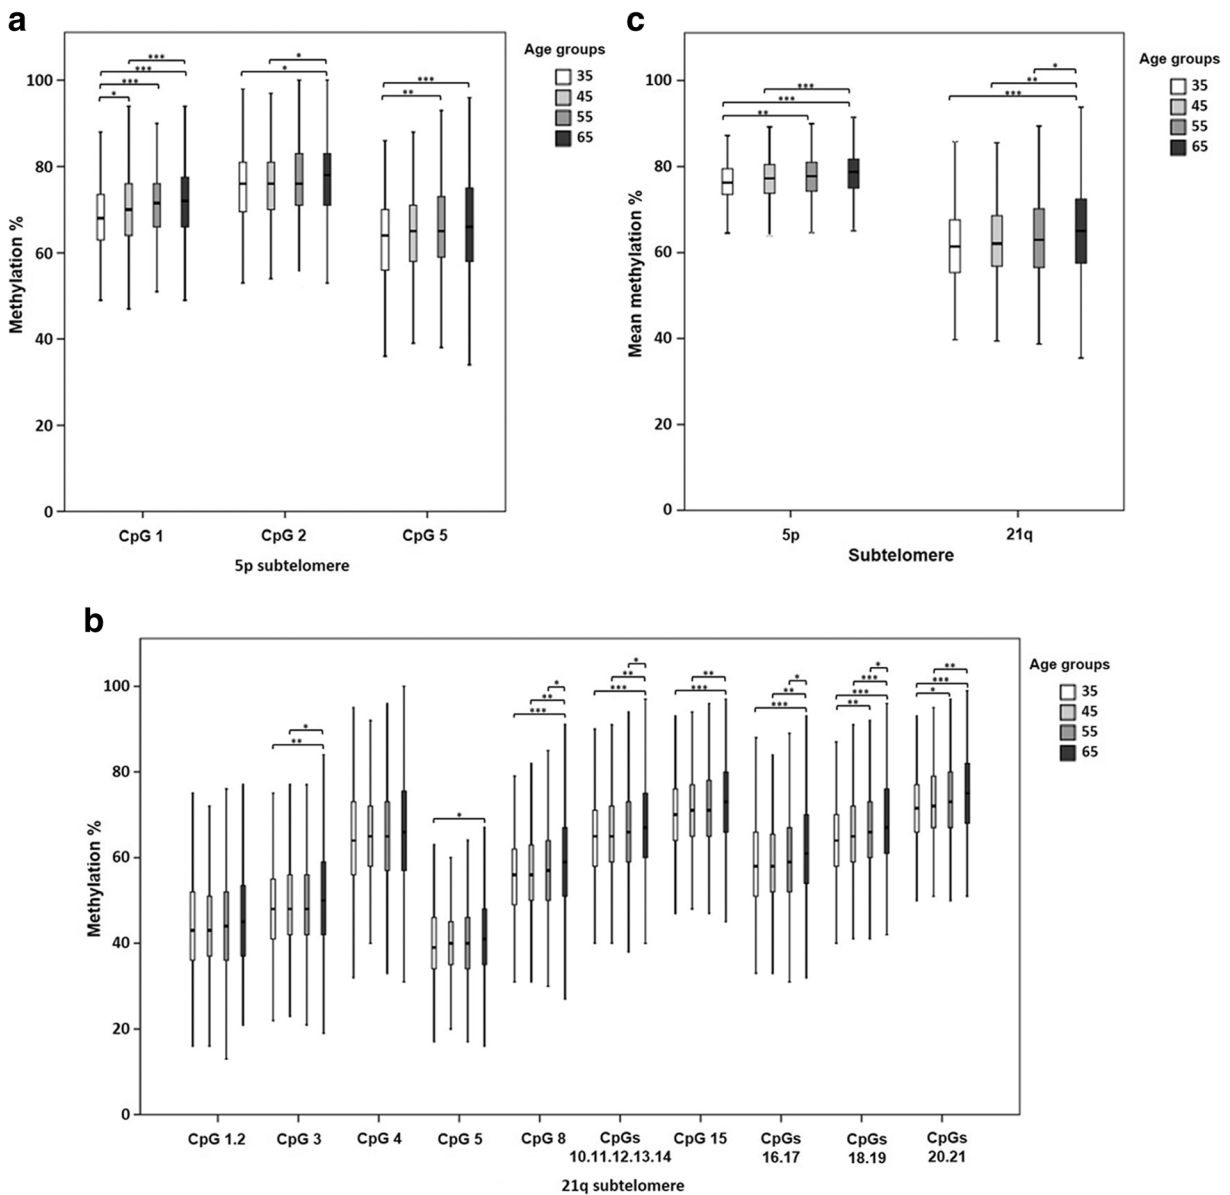 a
Methylation %
100
80
60
40
20
0
*
***
***
***
*
*
**
***
CpG 1
CpG 2
CpG 5
5p subtelomere
Age groups
35
45
55
65
c
Mean methylation %
100
80
60
40
20
0
**
***
***
***
**
*
5p
21q
Subtelomere
Age groups
35
45
55
65
b
Methylation %
100
80
60
40
20
0
**
*
*
***
**
*
***
**
*
***
**
***
**
*
**
***
***
*
*
***
**
CpG 1.2
CpG 3
CpG 4
CpG 5
CpG 8
CpGs
10.11.12.13.14
CpG 15
CpGs
16.17
CpGs
18.19
CpGs
20.21
21q subtelomere
Age groups
35
45
55
65